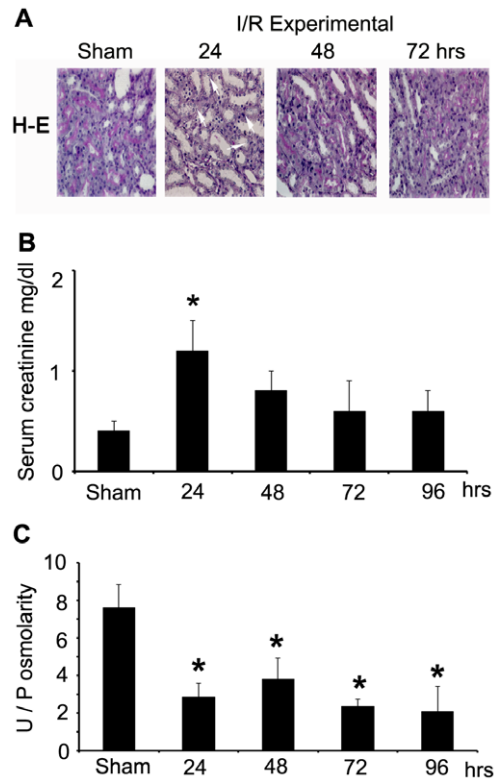 A
I/R Experimental
Sham 24 48 72 hrs
H-E
B
Serum creatinine mg/dl
2
1
0
*
Sham 24 48 72 96 hrs
C
U / P osmolarity
10
8
6
4
2
0
* * * *
Sham 24 48 72 96 hrs